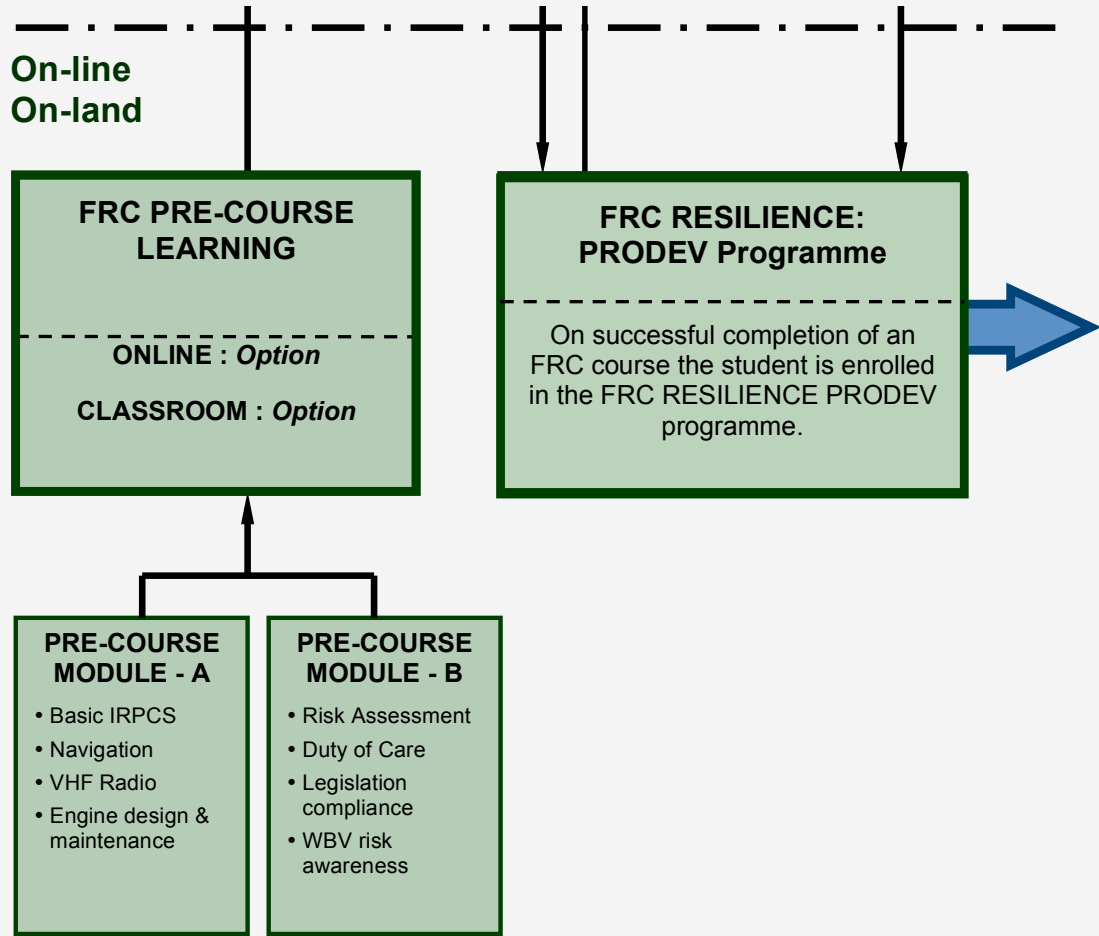 On-line
On-land
FRC PRE-COURSE
LEARNING
ONLINE : Option
CLASSROOM : Option
FRC RESILIENCE:
PRODEV Programme
On successful completion of an
FRC course the student is enrolled
in the FRC RESILIENCE PRODEV
programme.
PRE-COURSE
MODULE - A
• Basic IRPCS
• Navigation
• VHF Radio
• Engine design &
maintenance
PRE-COURSE
MODULE - B
• Risk Assessment
• Duty of Care
• Legislation
compliance
• WBV risk
awareness